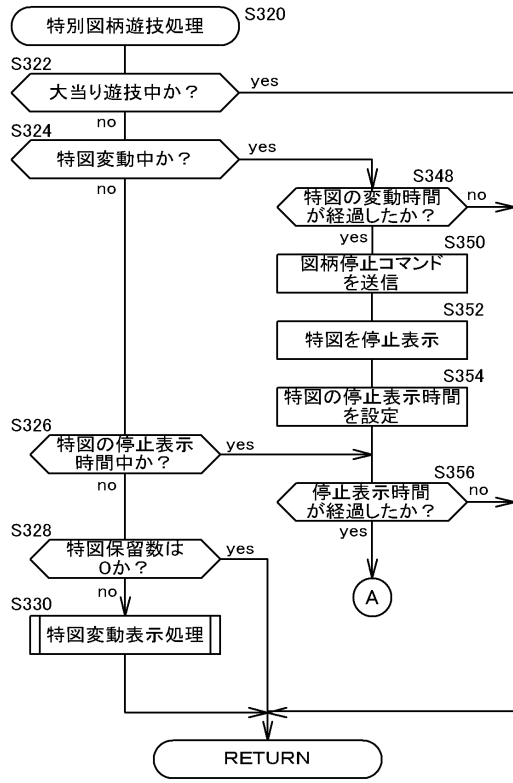 特別図柄遊技処理
S320
S322
大当り遊技中か?
yes
no
S324
特図変動中か?
yes
no
S348
特図の変動時間
が経過したか?
no
yes
S350
図柄停止コマンド
を送信
S352
特図を停止表示
S354
特図の停止表示時間
を設定
S326
特図の停止表示
時間中か?
yes
no
S356
停止表示時間
が経過したか?
no
yes
A
S328
特図保留数は
0か?
yes
no
S330
特図変動表示処理
RETURN